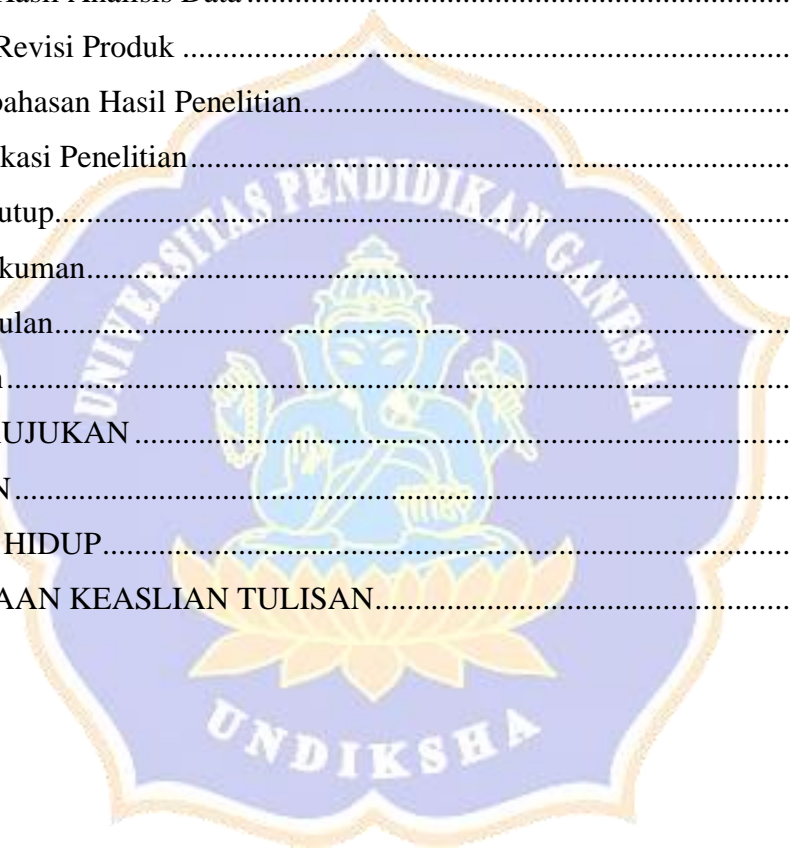 Hasil Analisis Data ..........................................................................
Revisi Produk ..........................................................................
bahasan Hasil Penelitian..........................................................................
kasi Penelitian..........................................................................
utup..........................................................................
kuman..........................................................................
ulan..........................................................................
..........................................................................
UJUKAN ..........................................................................
N..........................................................................
HIDUP..........................................................................
AAN KEASLIAN TULISAN..........................................................................
UNIVERSITAS PENDIDIKAN GANESHA
UNDIKSHA